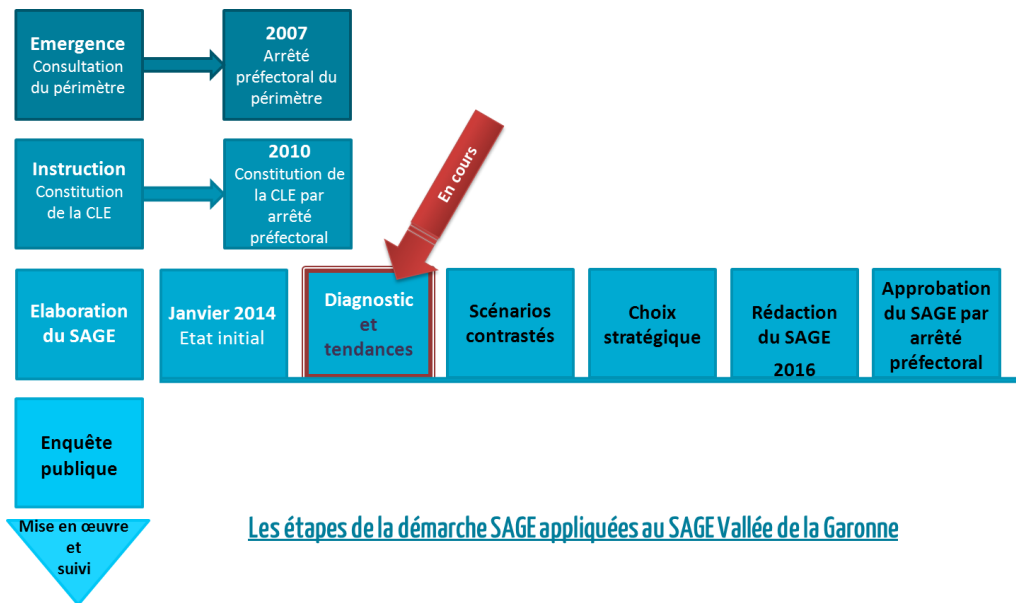 Emergence
Consultation
du périmètre
2007
Arrêté
préfectoral du
périmètre
Instruction
Constitution
de la CLE
2010
Constitution de
la CLE par
arrêté
préfectoral
En cours
Elaboration
du SAGE
Janvier 2014
Etat initial
Diagnostic
et
tendances
Scénarios
contrastés
Choix
stratégique
Rédaction
du SAGE
2016
Approbation
du SAGE par
arrêté
préfectoral
Enquête
publique
Mise en œuvre
et
suivi
Les étapes de la démarche SAGE appliquées au SAGE Vallée de la Garonne